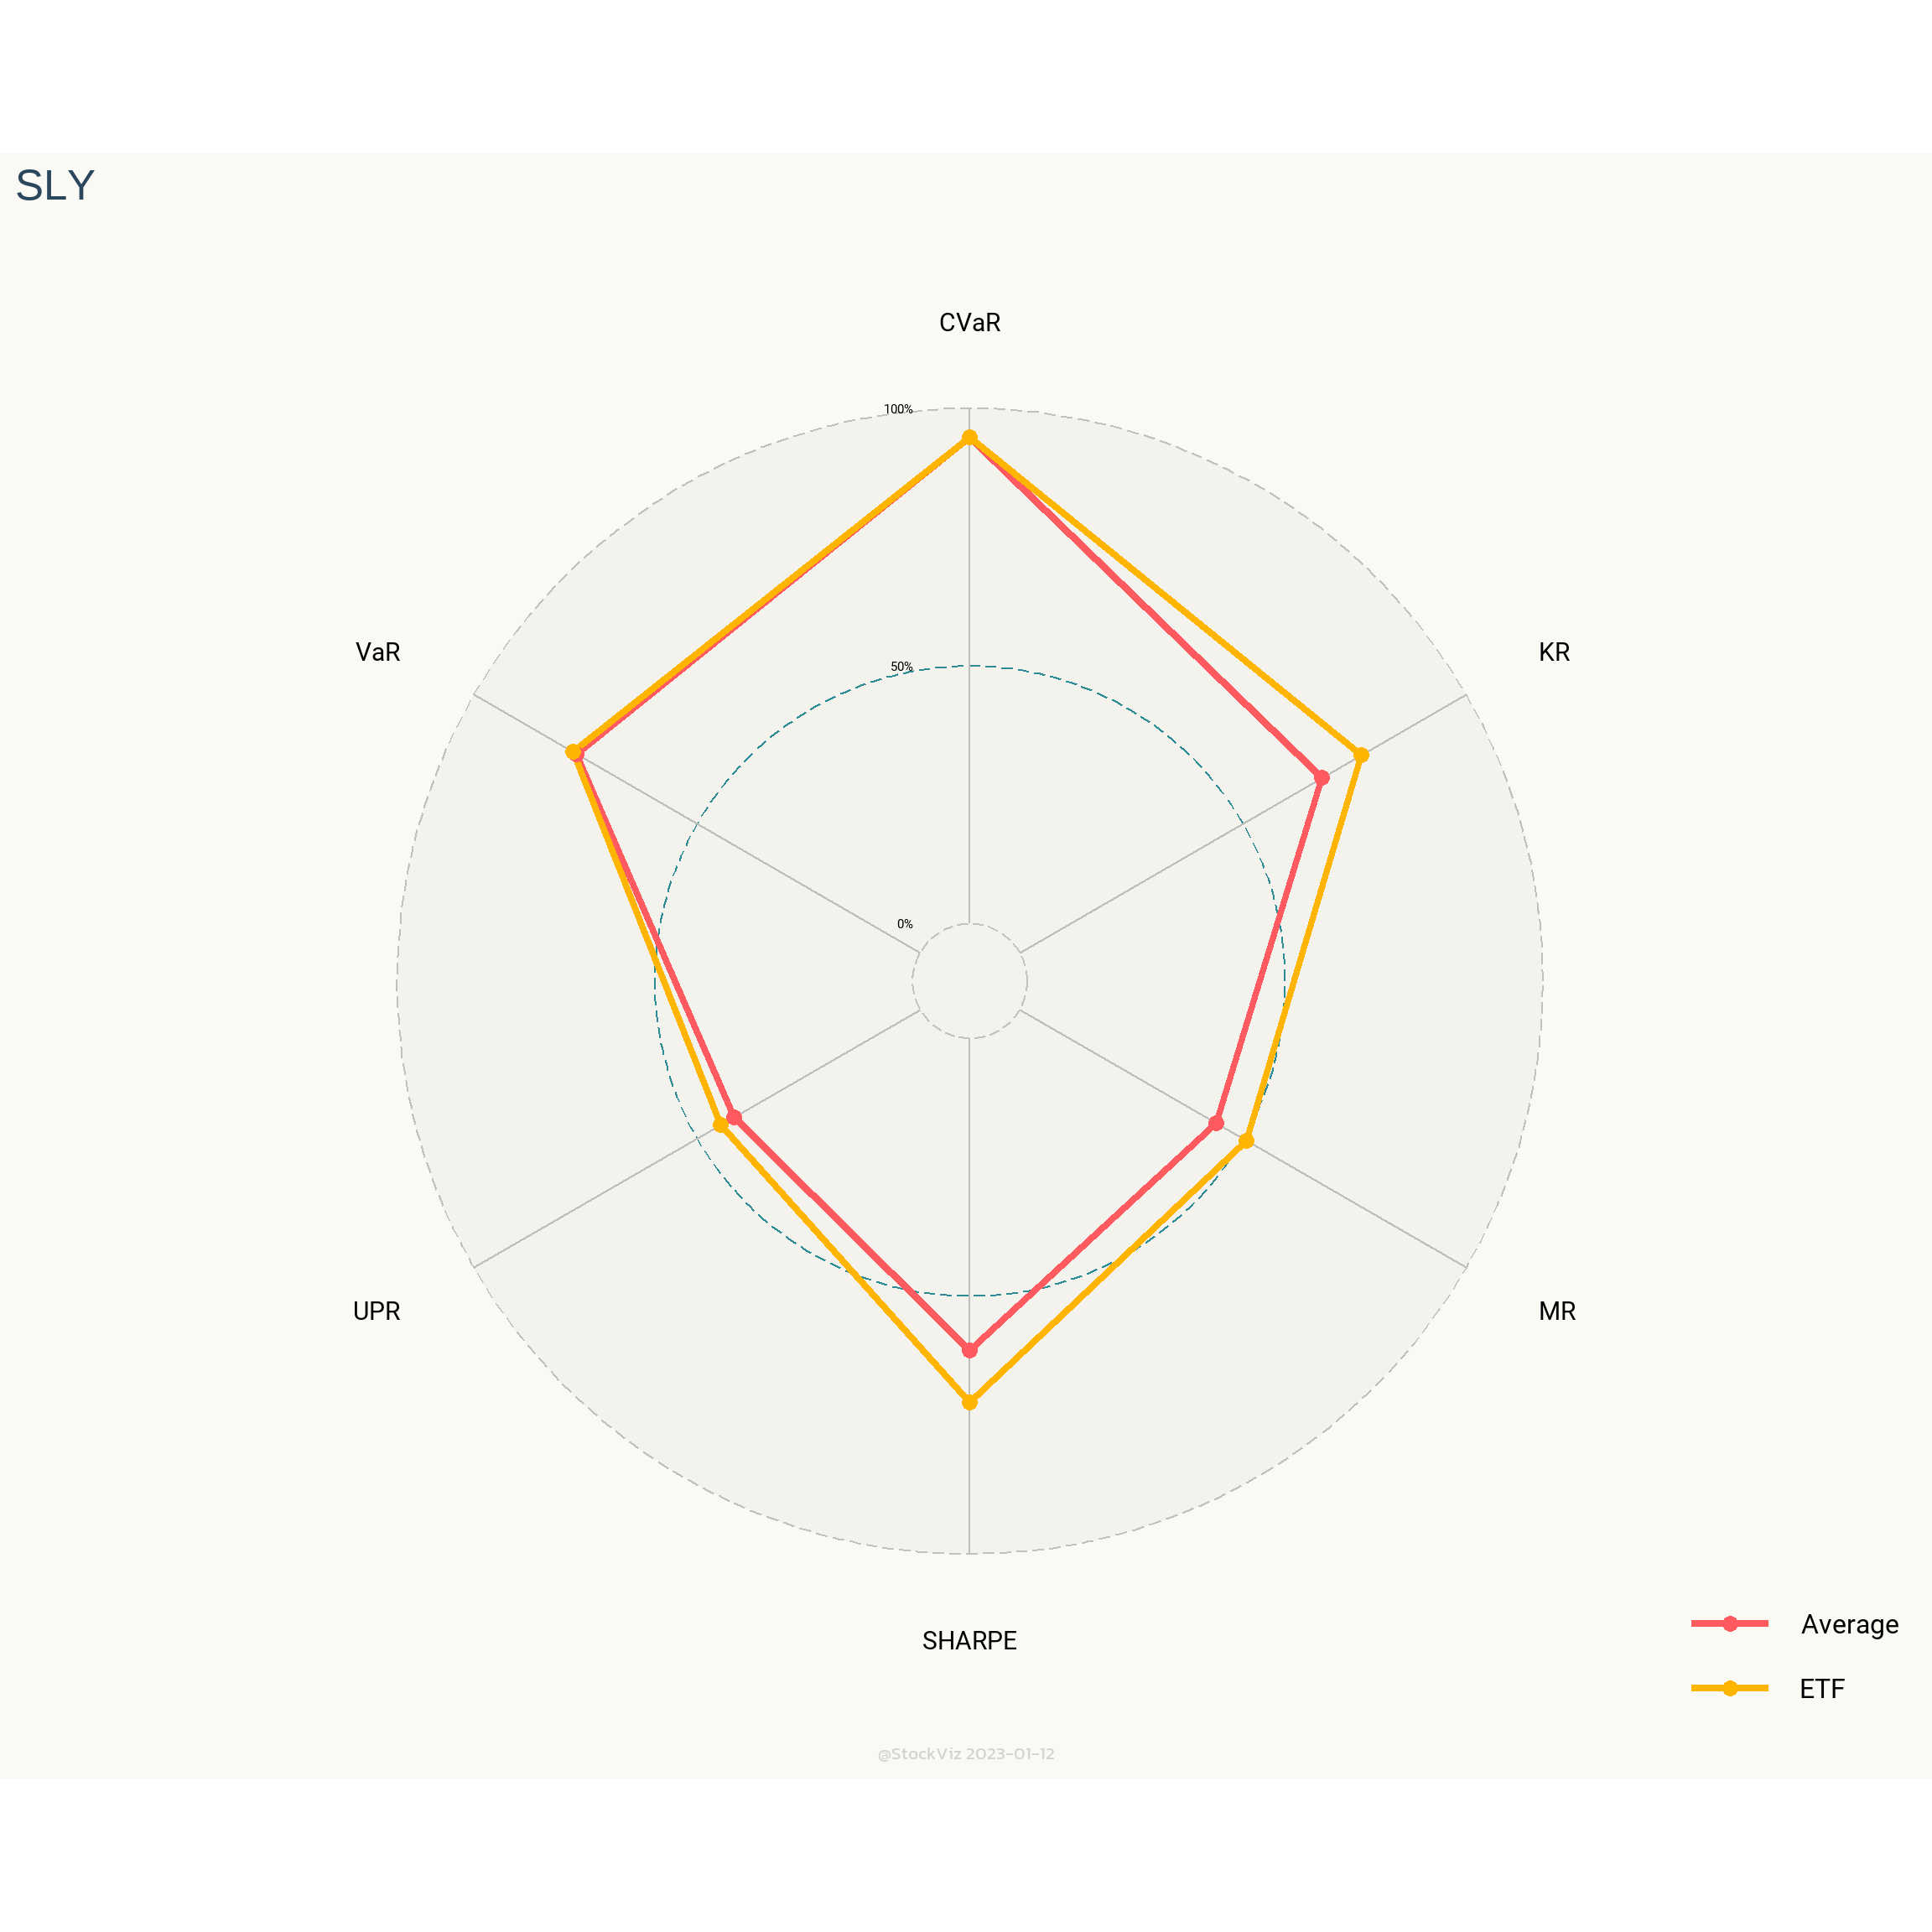 SLY
CVaR
100%
VaR
KR
50%
0%
UPR
MR
SHARPE
Average
ETF
@StockViz 2023-01-12